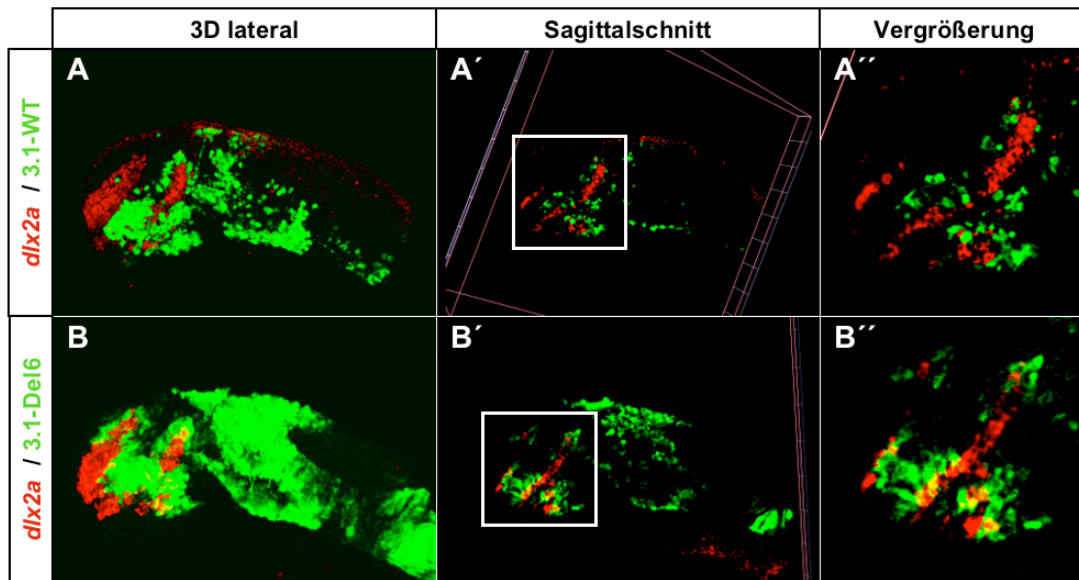 3D lateral
Sagittalschnitt
Vergrößerung
dlx2a / 3.1-WT
A
A´
A´´
dlx2a / 3.1-Del6
B
B´
B´´